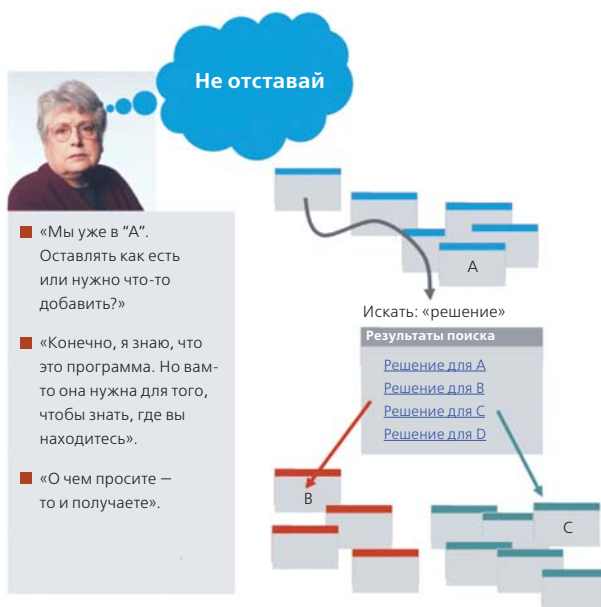 Не отставай
«Мы уже в "А".
Оставлять как есть
или нужно что-то
добавить?»
«Конечно, я знаю, что
это программа. Но вам-
то она нужна для того,
чтобы знать, где вы
находитесь».
«О чем просите —
то и получаете».
A
Искать: «решение»
Результаты поиска
Решение для A
Решение для B
Решение для C
Решение для D
B
C